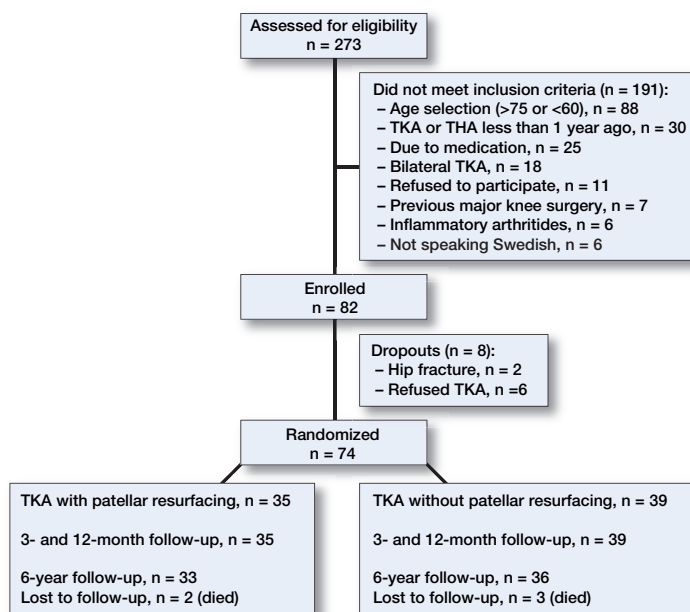 Assessed for eligibility
n = 273
Did not meet inclusion criteria (n = 191):
– Age selection (>75 or <60), n = 88
– TKA or THA less than 1 year ago, n = 30
– Due to medication, n = 25
– Bilateral TKA, n = 18
– Refused to participate, n = 11
– Previous major knee surgery, n = 7
– Inflammatory arthritides, n = 6
– Not speaking Swedish, n = 6
Enrolled
n = 82
Dropouts (n = 8):
– Hip fracture, n = 2
– Refused TKA, n =6
Randomized
n = 74
TKA with patellar resurfacing, n = 35
3- and 12-month follow-up, n = 35
6-year follow-up, n = 33
Lost to follow-up, n = 2 (died)
TKA without patellar resurfacing, n = 39
3- and 12-month follow-up, n = 39
6-year follow-up, n = 36
Lost to follow-up, n = 3 (died)